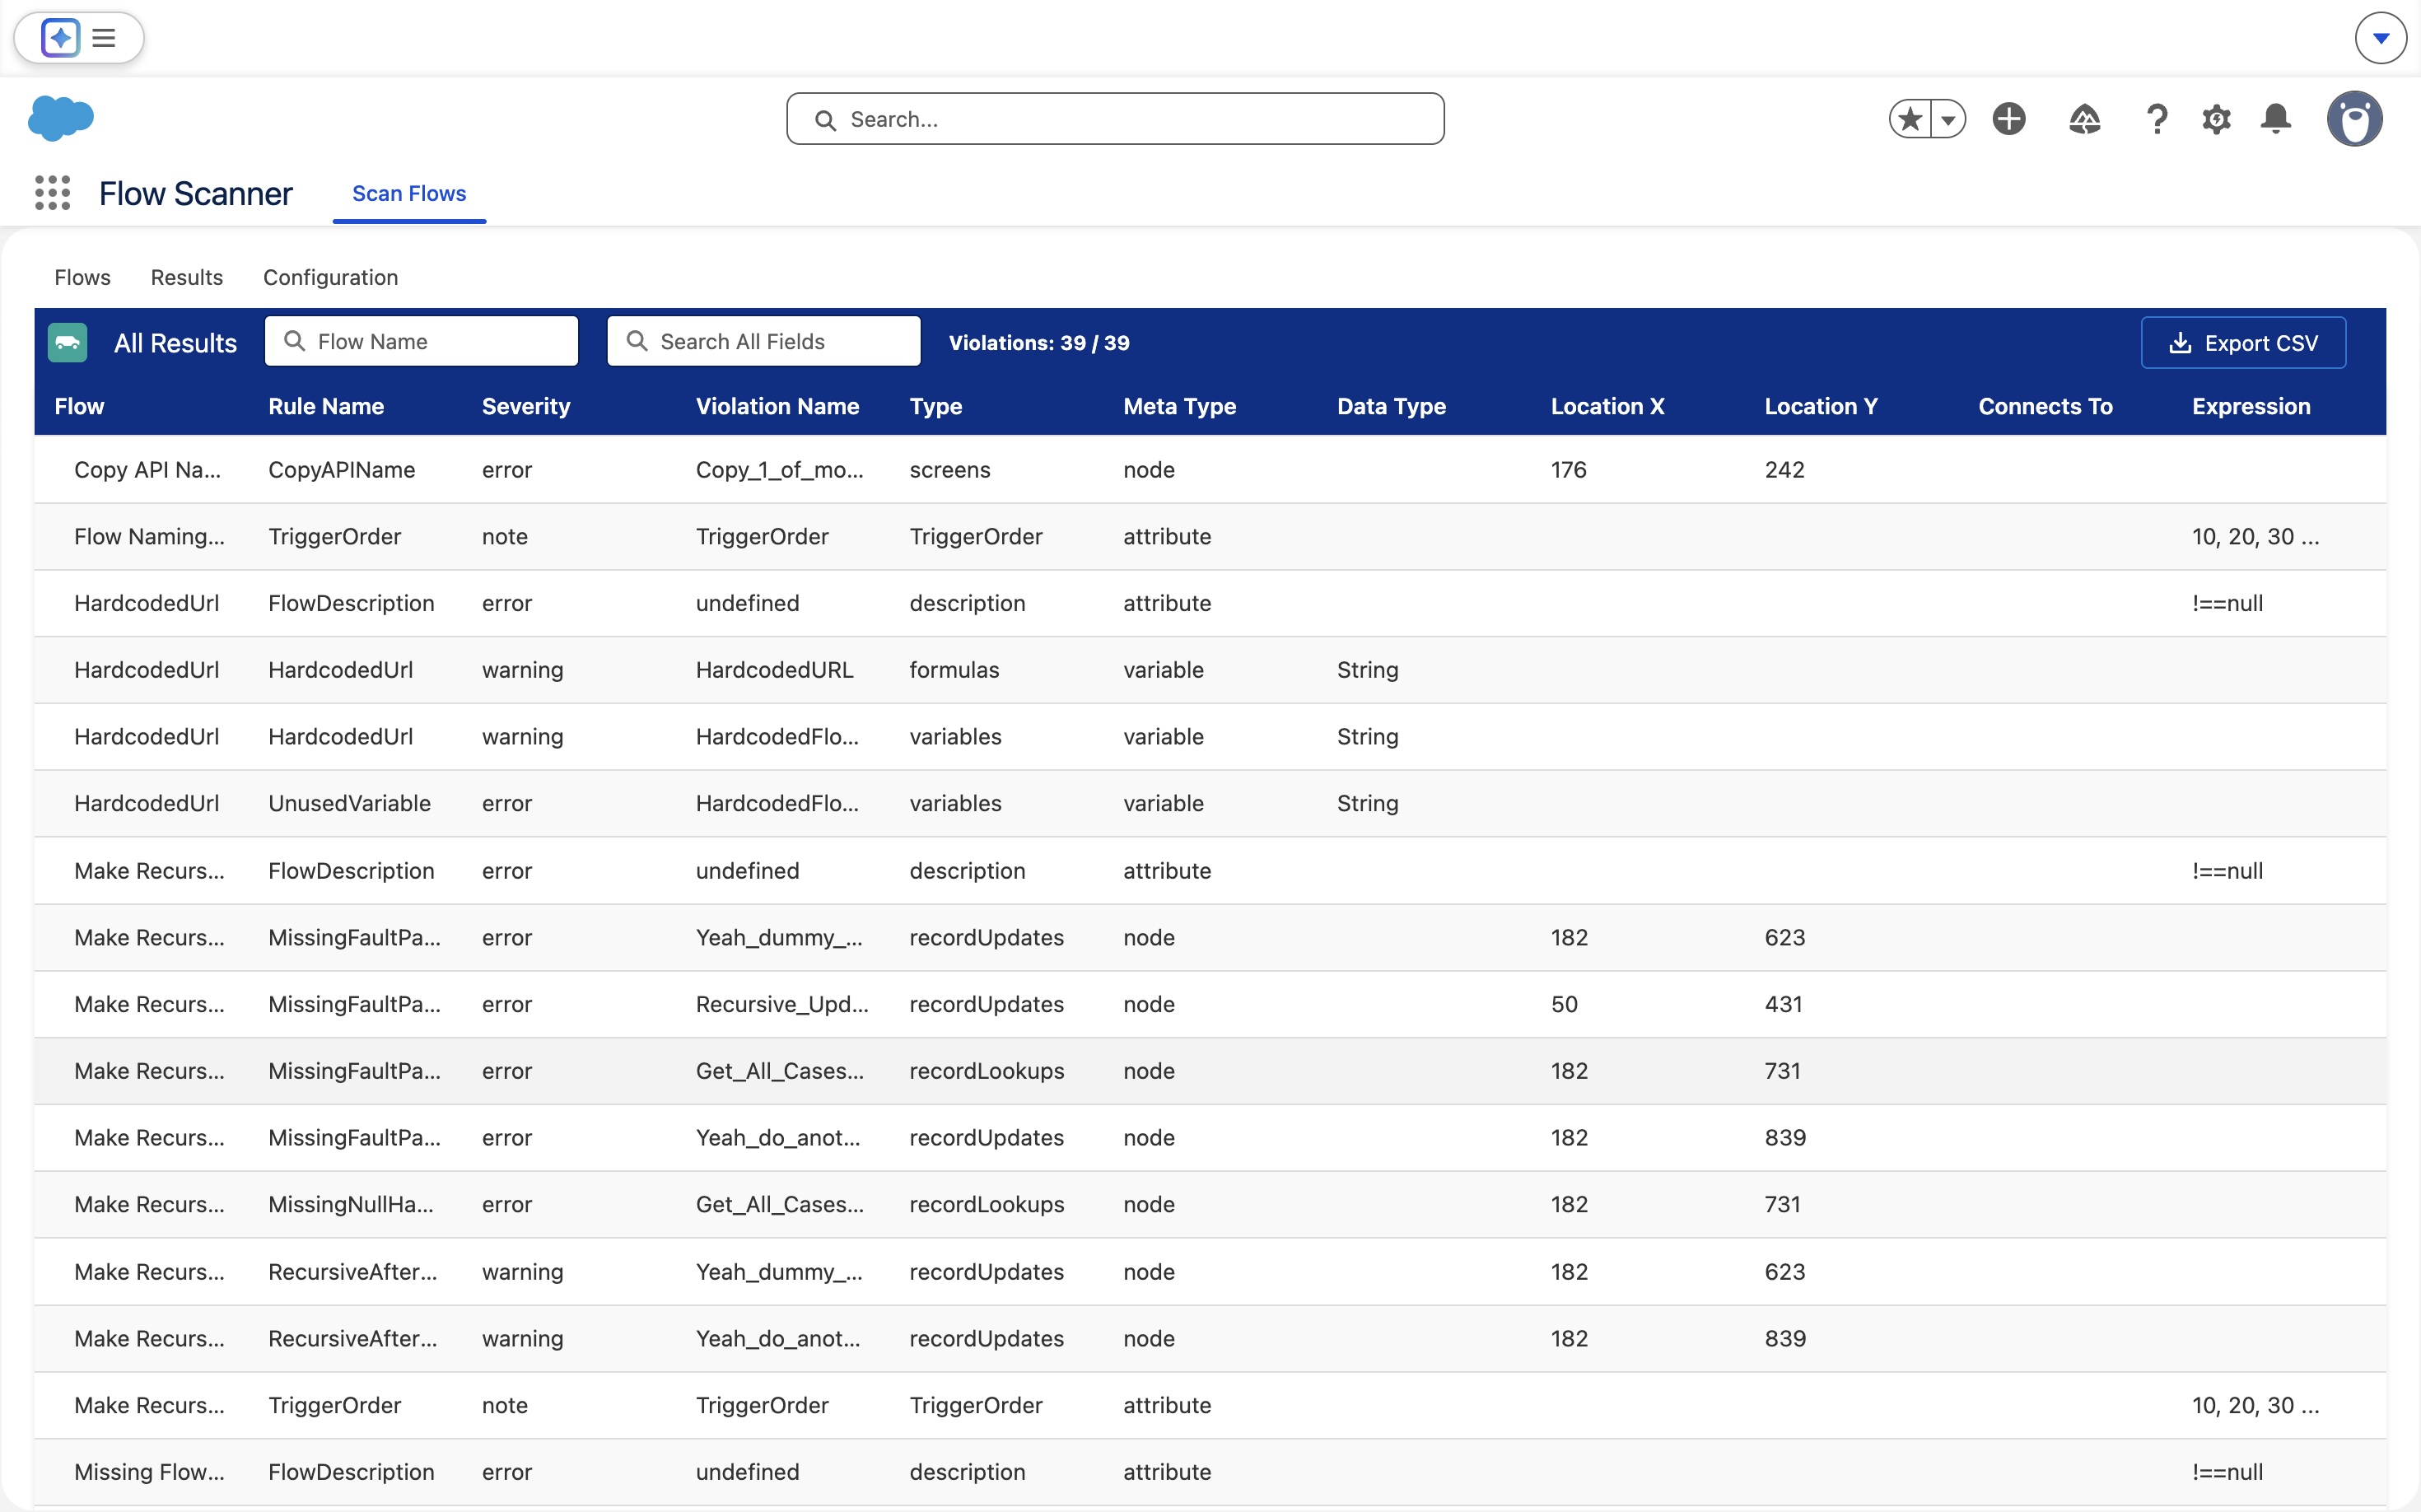 Search...
Flow Scanner Scan Flows
Flows Results Configuration
All Results Flow Name Search All Fields Violations: 39 / 39 Export CSV
Flow Rule Name Severity Violation Name Type Meta Type Data Type Location X Location Y Connects To Expression
Copy API Na... CopyAPIName error Copy_1_of_mo... screens node 176 242
Flow Naming... TriggerOrder note TriggerOrder TriggerOrder attribute 10, 20, 30 ...
HardcodedUrl FlowDescription error undefined description attribute !==null
HardcodedUrl HardcodedUrl warning HardcodedURL formulas variable String
HardcodedUrl HardcodedUrl warning HardcodedFlo... variables variable String
HardcodedUrl UnusedVariable error HardcodedFlo... variables variable String
Make Recurs... FlowDescription error undefined description attribute !==null
Make Recurs... MissingFaultPa... error Yeah_dummy_... recordUpdates node 182 623
Make Recurs... MissingFaultPa... error Recursive_Upd... recordUpdates node 50 431
Make Recurs... MissingFaultPa... error Get_All_Cases... recordLookups node 182 731
Make Recurs... MissingFaultPa... error Yeah_do_anot... recordUpdates node 182 839
Make Recurs... MissingNullHa... error Get_All_Cases... recordLookups node 182 731
Make Recurs... RecursiveAfter... warning Yeah_dummy_... recordUpdates node 182 623
Make Recurs... RecursiveAfter... warning Yeah_do_anot... recordUpdates node 182 839
Make Recurs... TriggerOrder note TriggerOrder TriggerOrder attribute 10, 20, 30 ...
Missing Flow... FlowDescription error undefined description attribute !==null